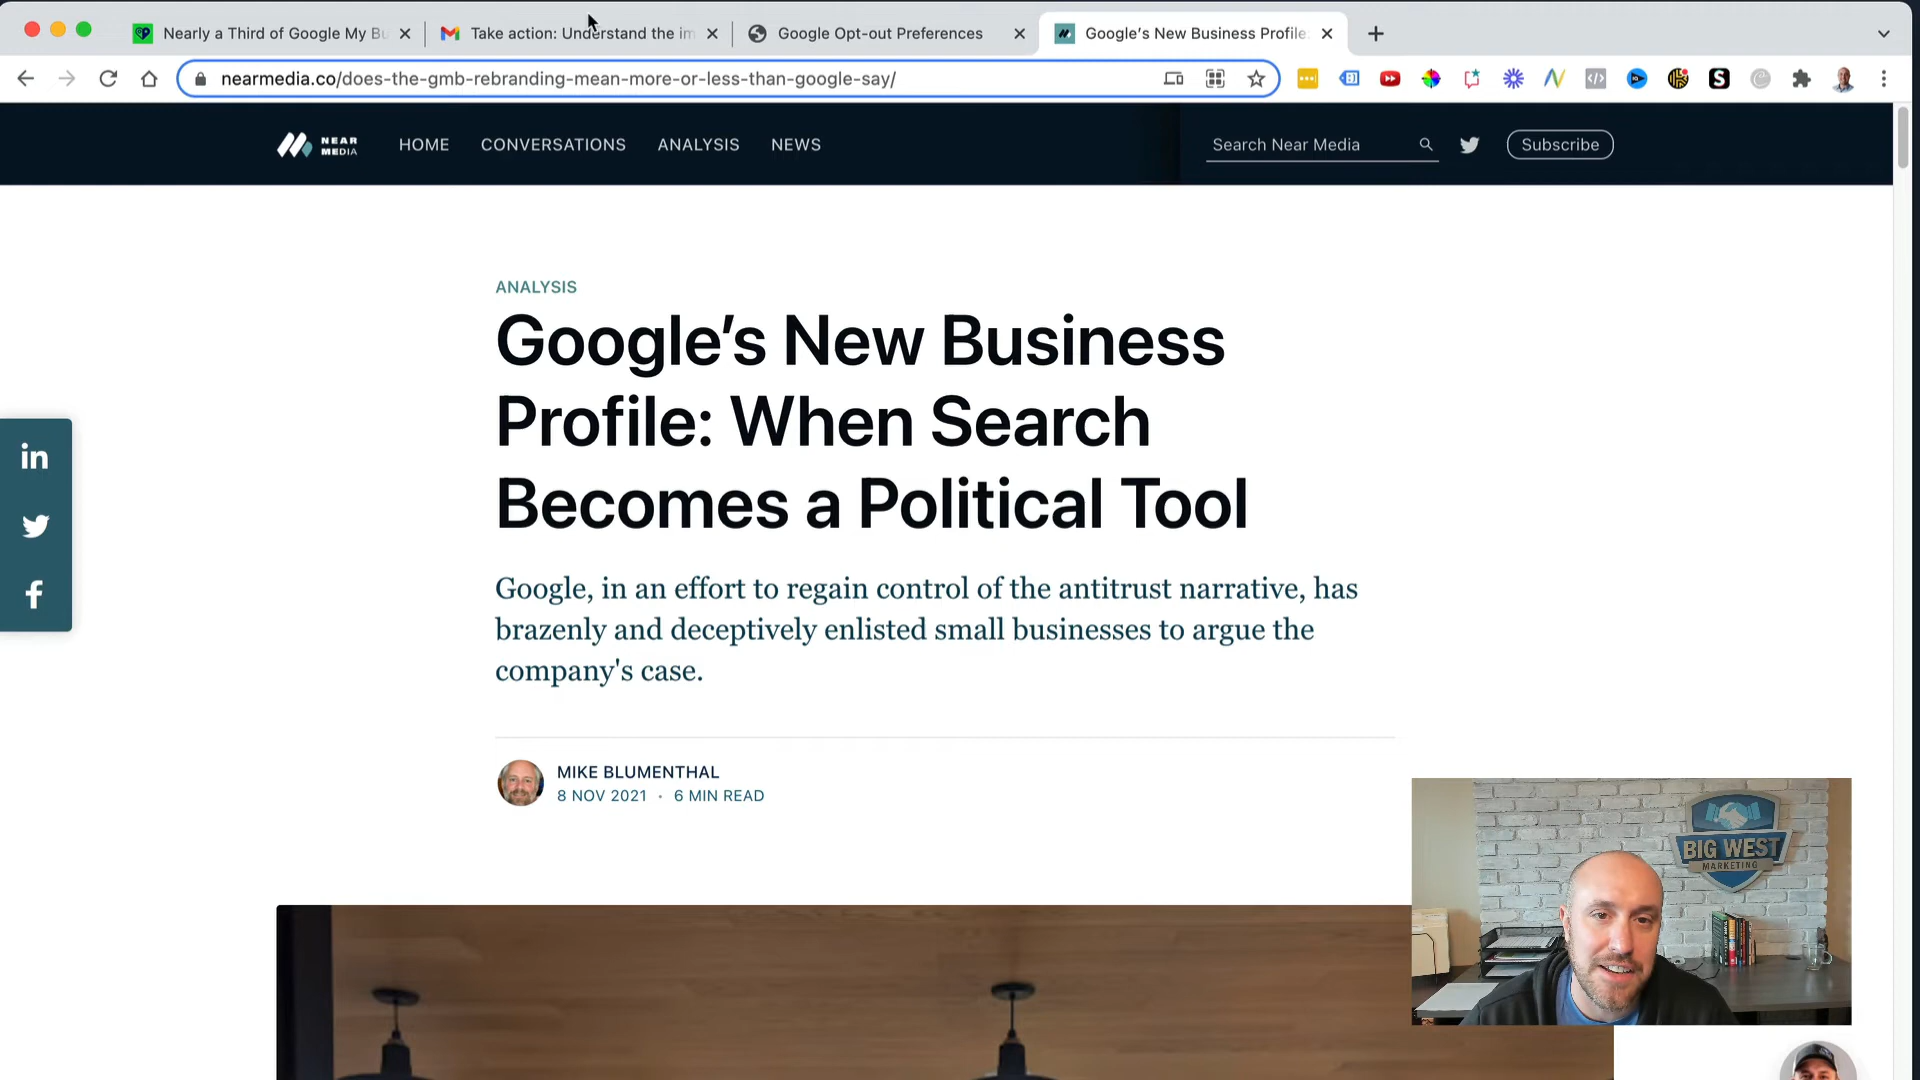 Nearly a Third of Google My Bu
Take action: Understand the im
Google Opt-out Preferences
Google's New Business Profile:
nearmedia.co/does-the-gmb-rebranding-mean-more-or-less-than-google-say/
NEAR
MEDIA
HOME
CONVERSATIONS
ANALYSIS
NEWS
Search Near Media
Subscribe
ANALYSIS
Google’s New Business
Profile: When Search
Becomes a Political Tool
Google, in an effort to regain control of the antitrust narrative, has
brazenly and deceptively enlisted small businesses to argue the
company's case.
MIKE BLUMENTHAL
8 NOV 2021 · 6 MIN READ
in
f
BIG WEST
MARKETING